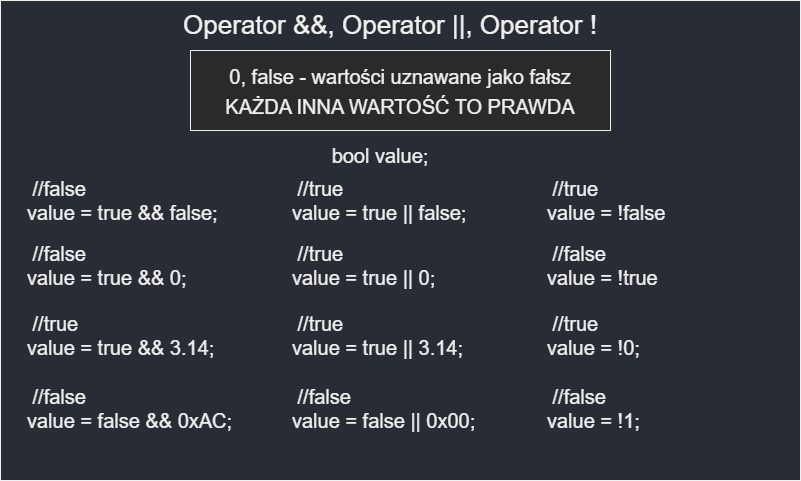 Operator &&, Operator ||, Operator !
0, false - wartości uznawane jako fałsz
KAŻDA INNA WARTOŚĆ TO PRAWDA
bool value;
//false
value = true && false;
//false
value = true && 0;
//true
value = true && 3.14;
//false
value = false && 0xAC;
//true
value = true || false;
//true
value = true || 0;
//true
value = true || 3.14;
//false
value = false || 0x00;
//true
value = !false
//false
value = !true
//true
value = !0;
//false
value = !1;